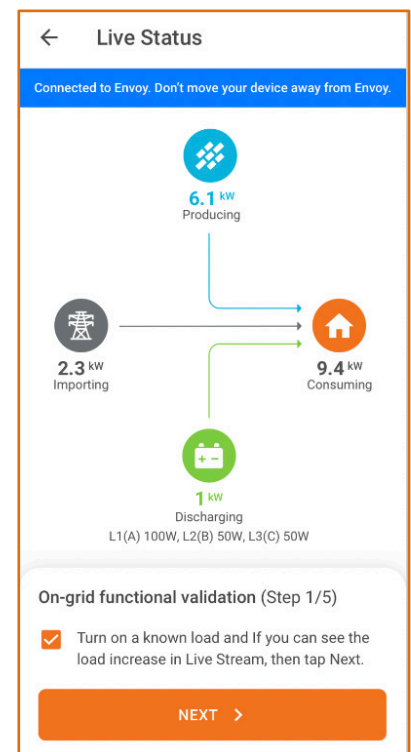 Live Status
Connected to Envoy. Don't move your device away from Envoy.
6.1 kW
Producing
2.3 kW
Importing
9.4 kW
Consuming
1 kW
Discharging
L1(A) 100W, L2(B) 50W, L3(C) 50W
On-grid functional validation (Step 1/5)
Turn on a known load and If you can see the
load increase in Live Stream, then tap Next.
NEXT